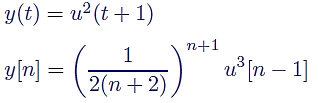 y(t) = u²(t + 1)
y[n] = (1 / 2(n + 2))ⁿ⁺¹ u³[n − 1]